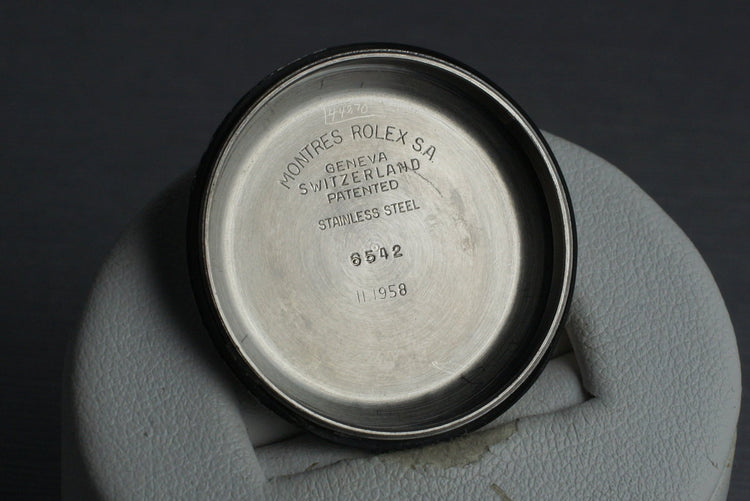 MONTRES ROLEX S.A.
GENEVA
SWITZERLAND
PATENTED
STAINLESS STEEL
6542
II.1958